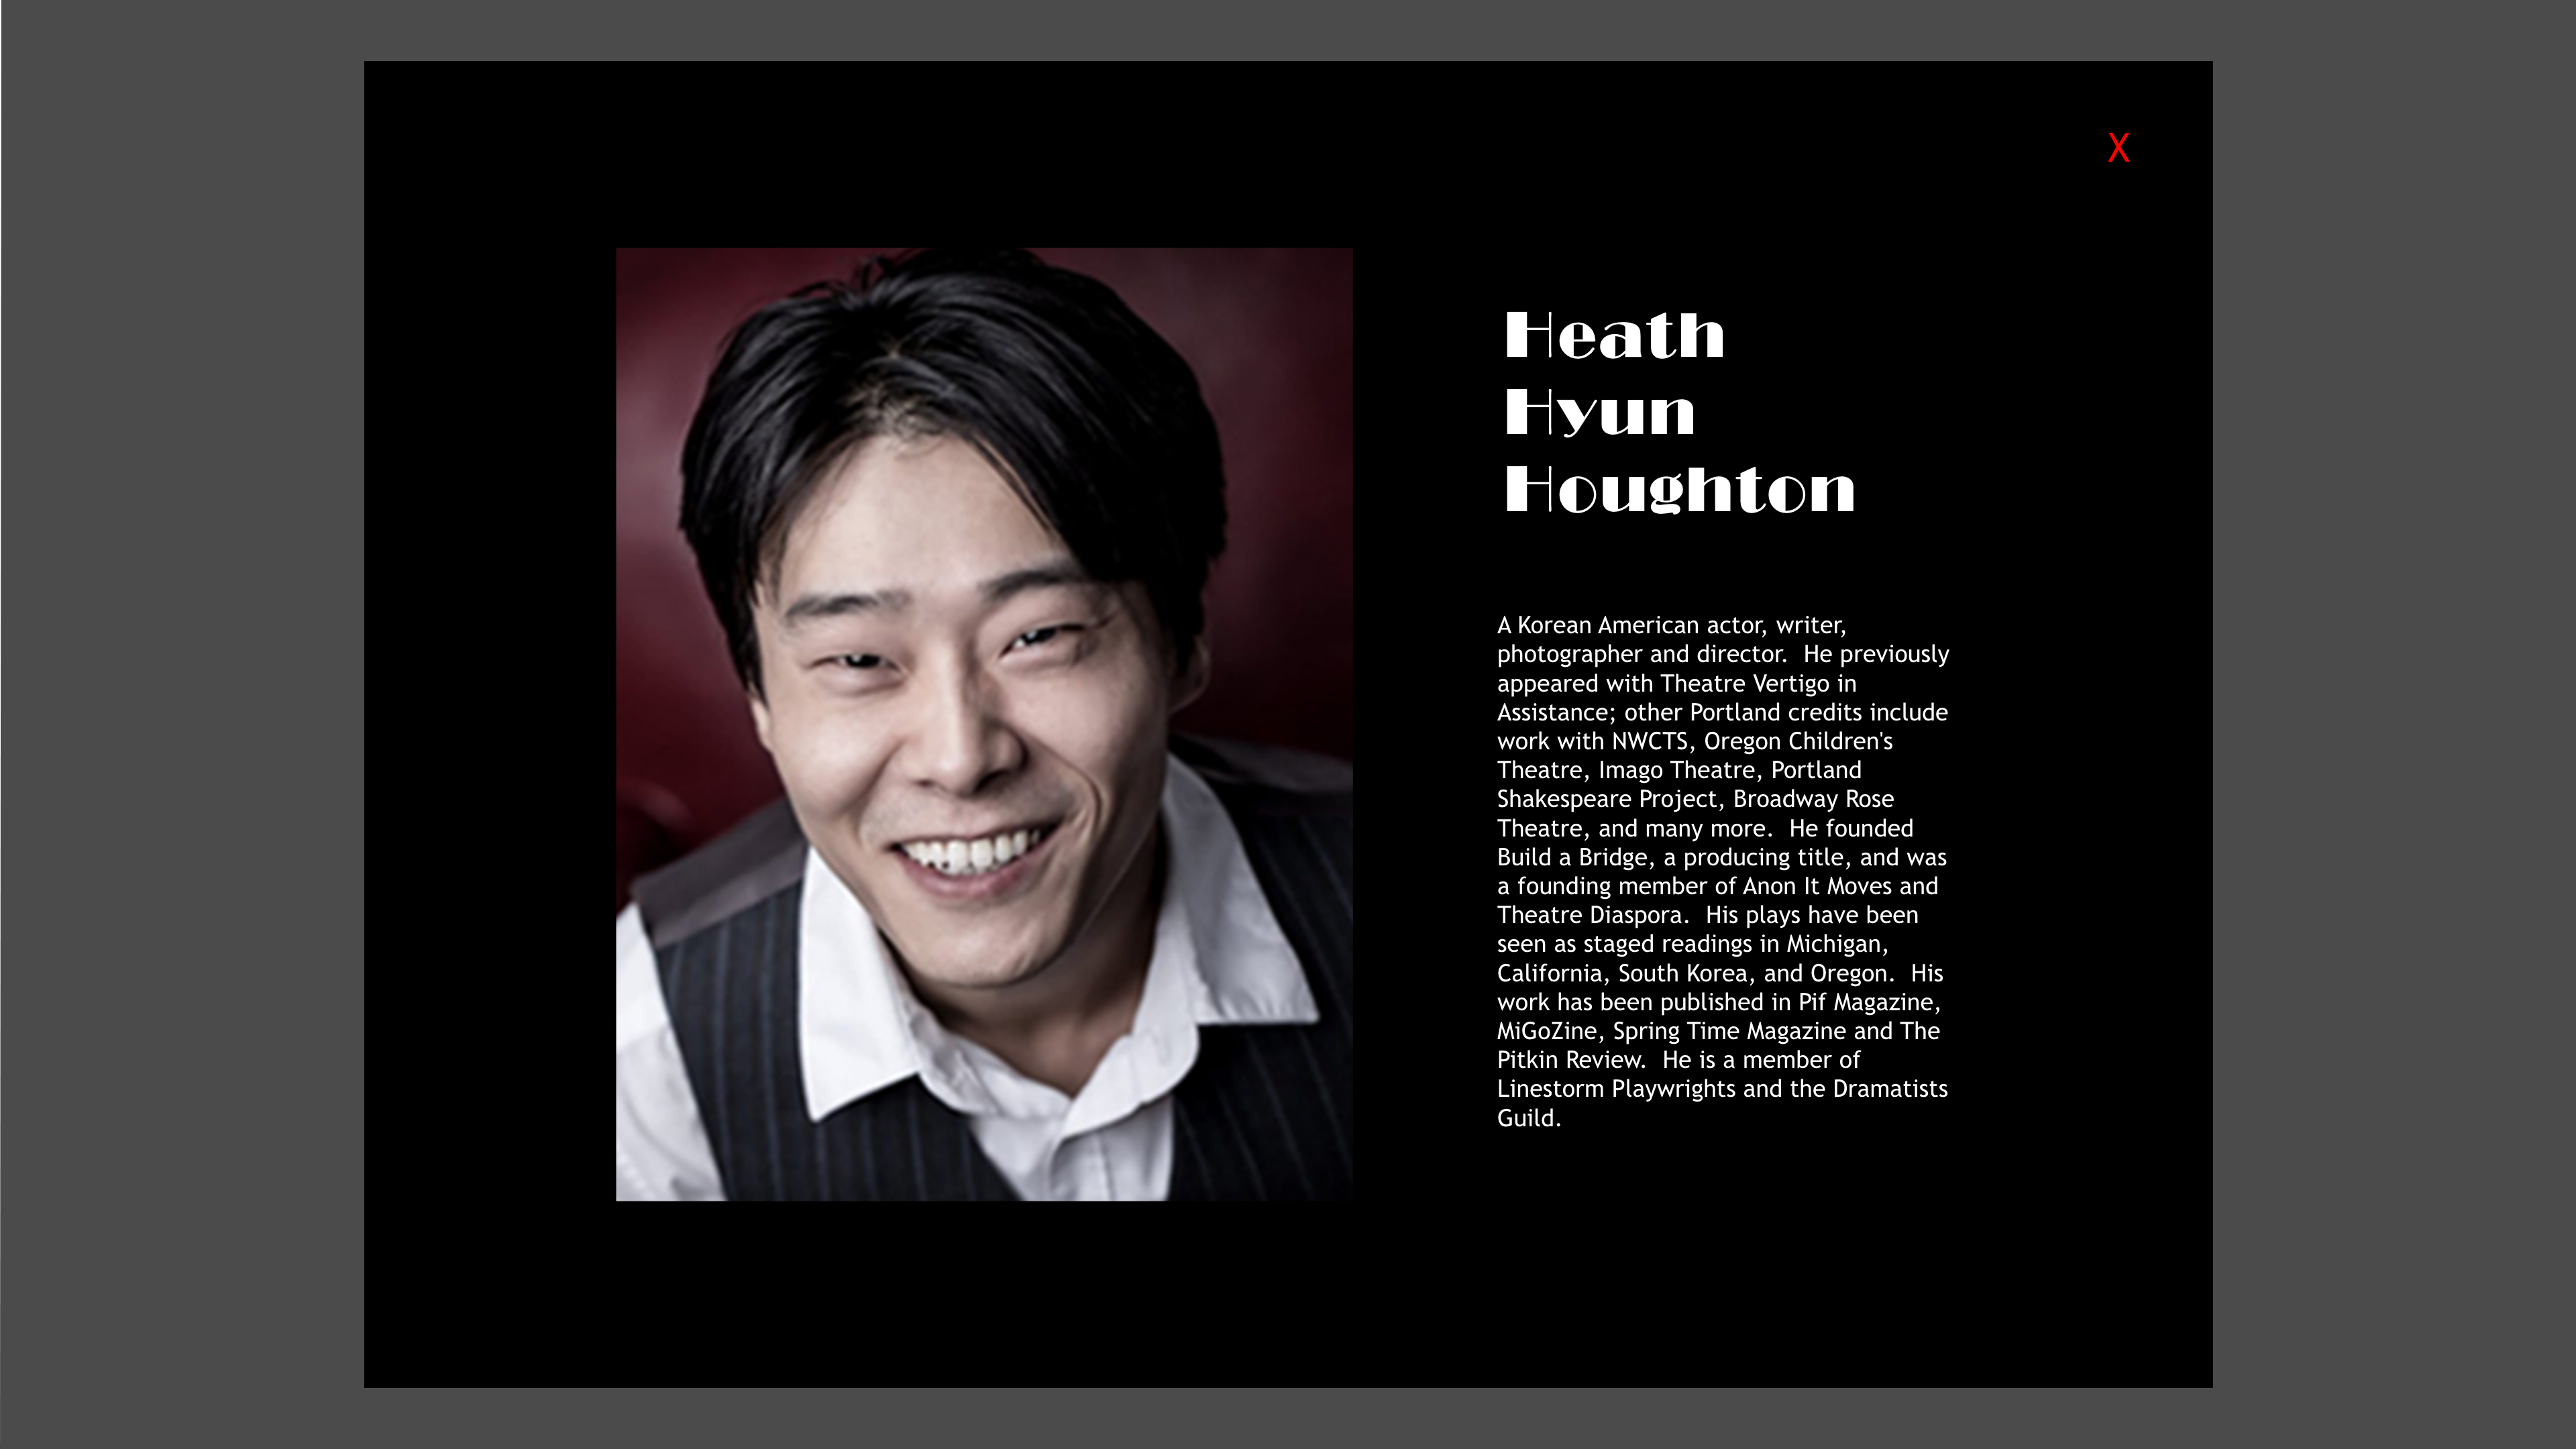 X
Heath
Hyun
Houghton
A Korean American actor, writer,
photographer and director.  He previously
appeared with Theatre Vertigo in
Assistance; other Portland credits include
work with NWCTS, Oregon Children's
Theatre, Imago Theatre, Portland
Shakespeare Project, Broadway Rose
Theatre, and many more.  He founded
Build a Bridge, a producing title, and was
a founding member of Anon It Moves and
Theatre Diaspora.  His plays have been
seen as staged readings in Michigan,
California, South Korea, and Oregon.  His
work has been published in Pif Magazine,
MiGoZine, Spring Time Magazine and The
Pitkin Review.  He is a member of
Linestorm Playwrights and the Dramatists
Guild.